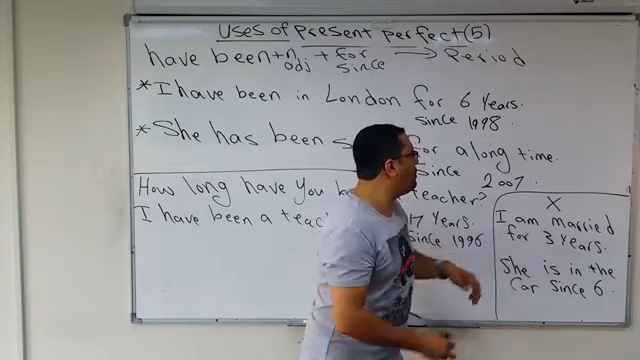 Uses of present perfect (5)
have been + n + for → Period
adj since
* I have been in London for 6 Years.
since 1998
* She has been for a long time.
since 2007.
How long have You teacher?
I have been a 17 Years.
since 1996.
X
I am married
for 3 Years.
She is in the
Car Since 6.